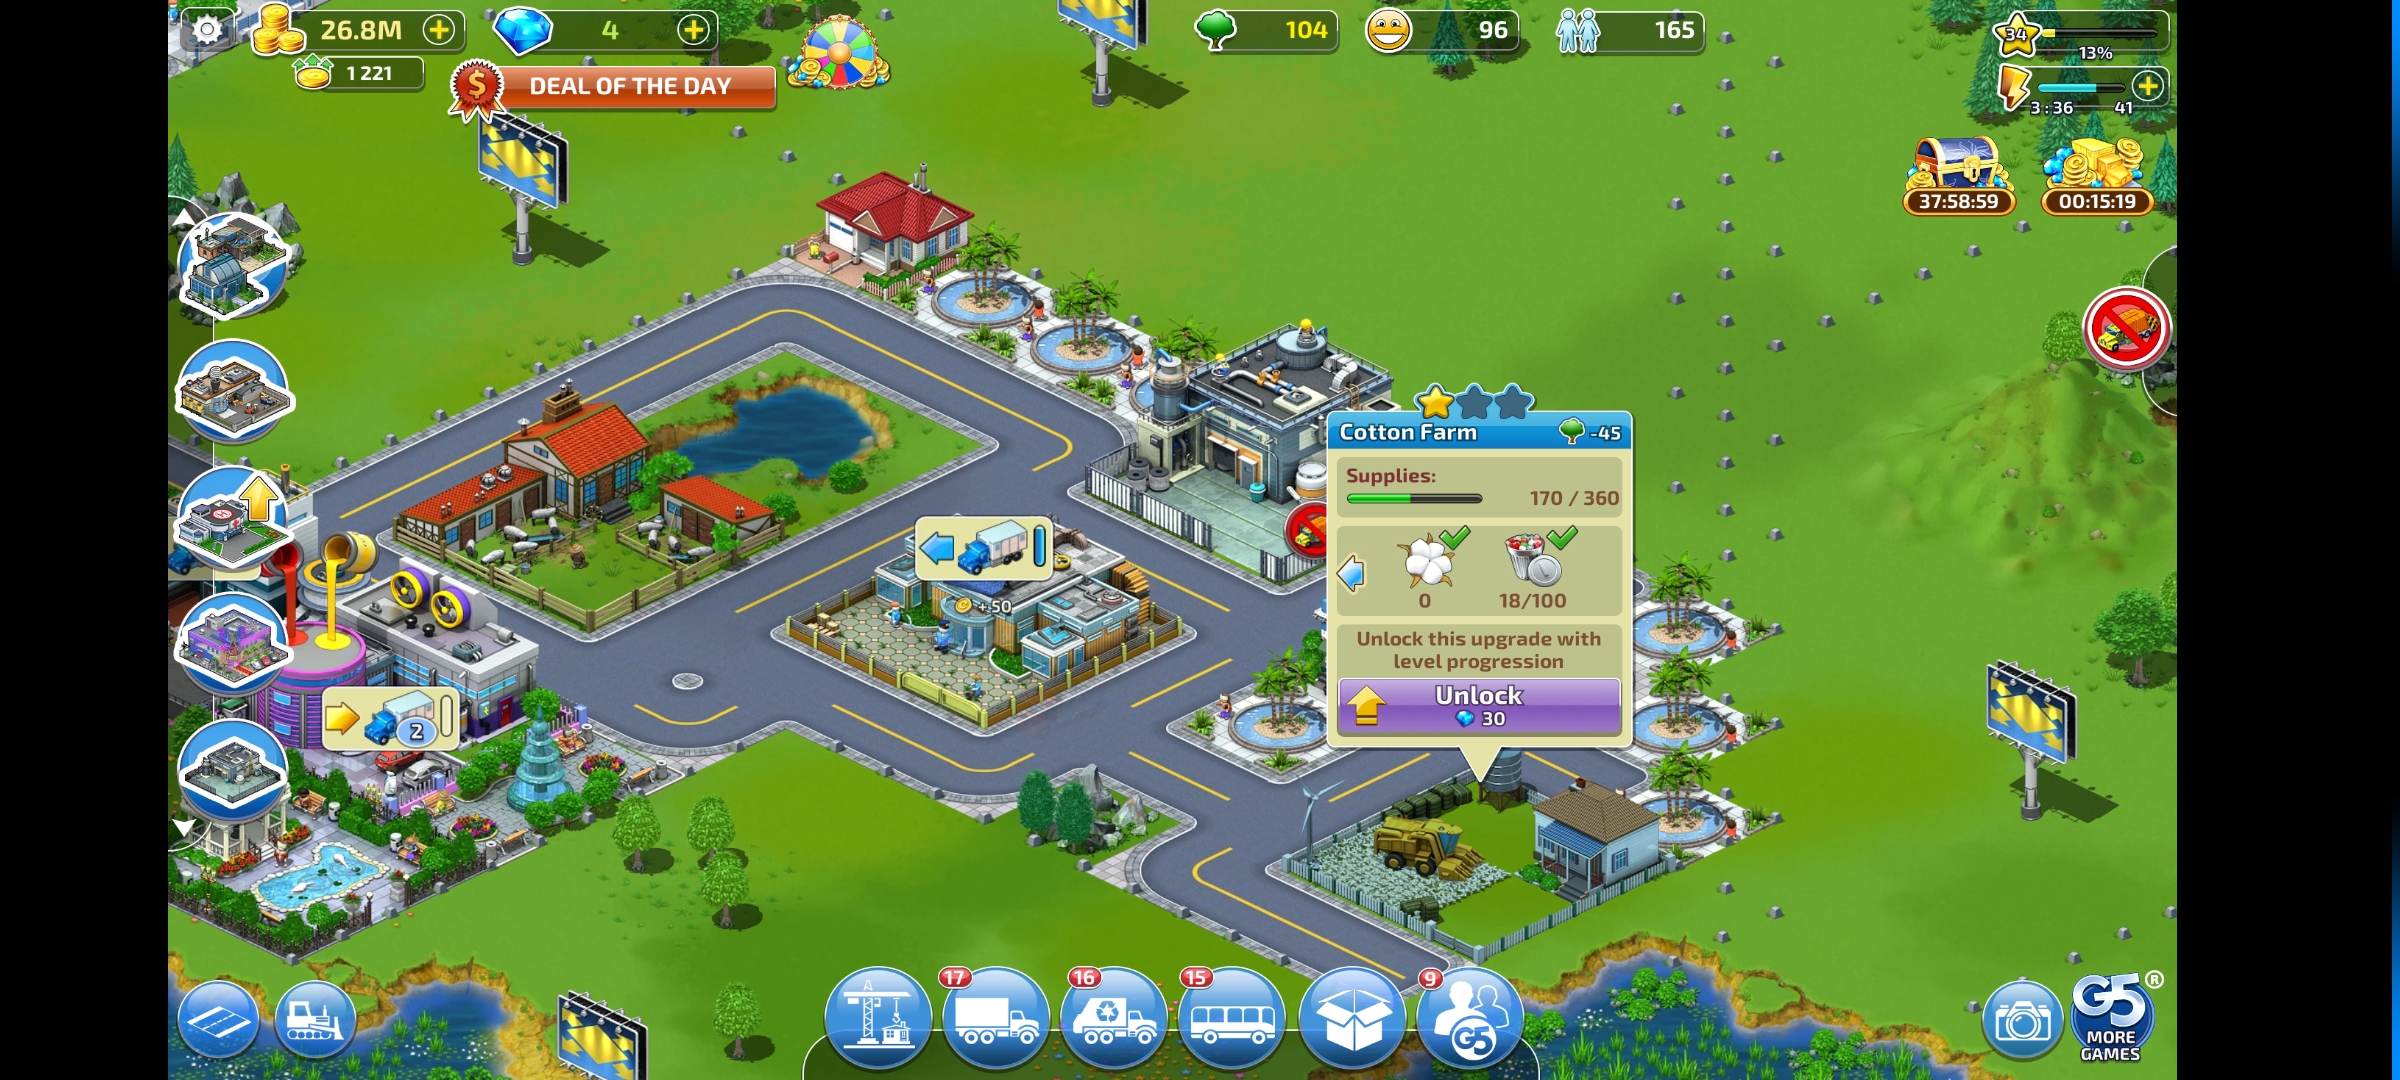 26.8M
4
104
96
165
34
13%
1 221
DEAL OF THE DAY
3:36
41
37:58:59
00:15:19
Cotton Farm
-45
Supplies:
170 / 360
0
18/100
+50
Unlock this upgrade with
level progression
Unlock
30
2
17
16
15
9
G5
G5®
MORE
GAMES